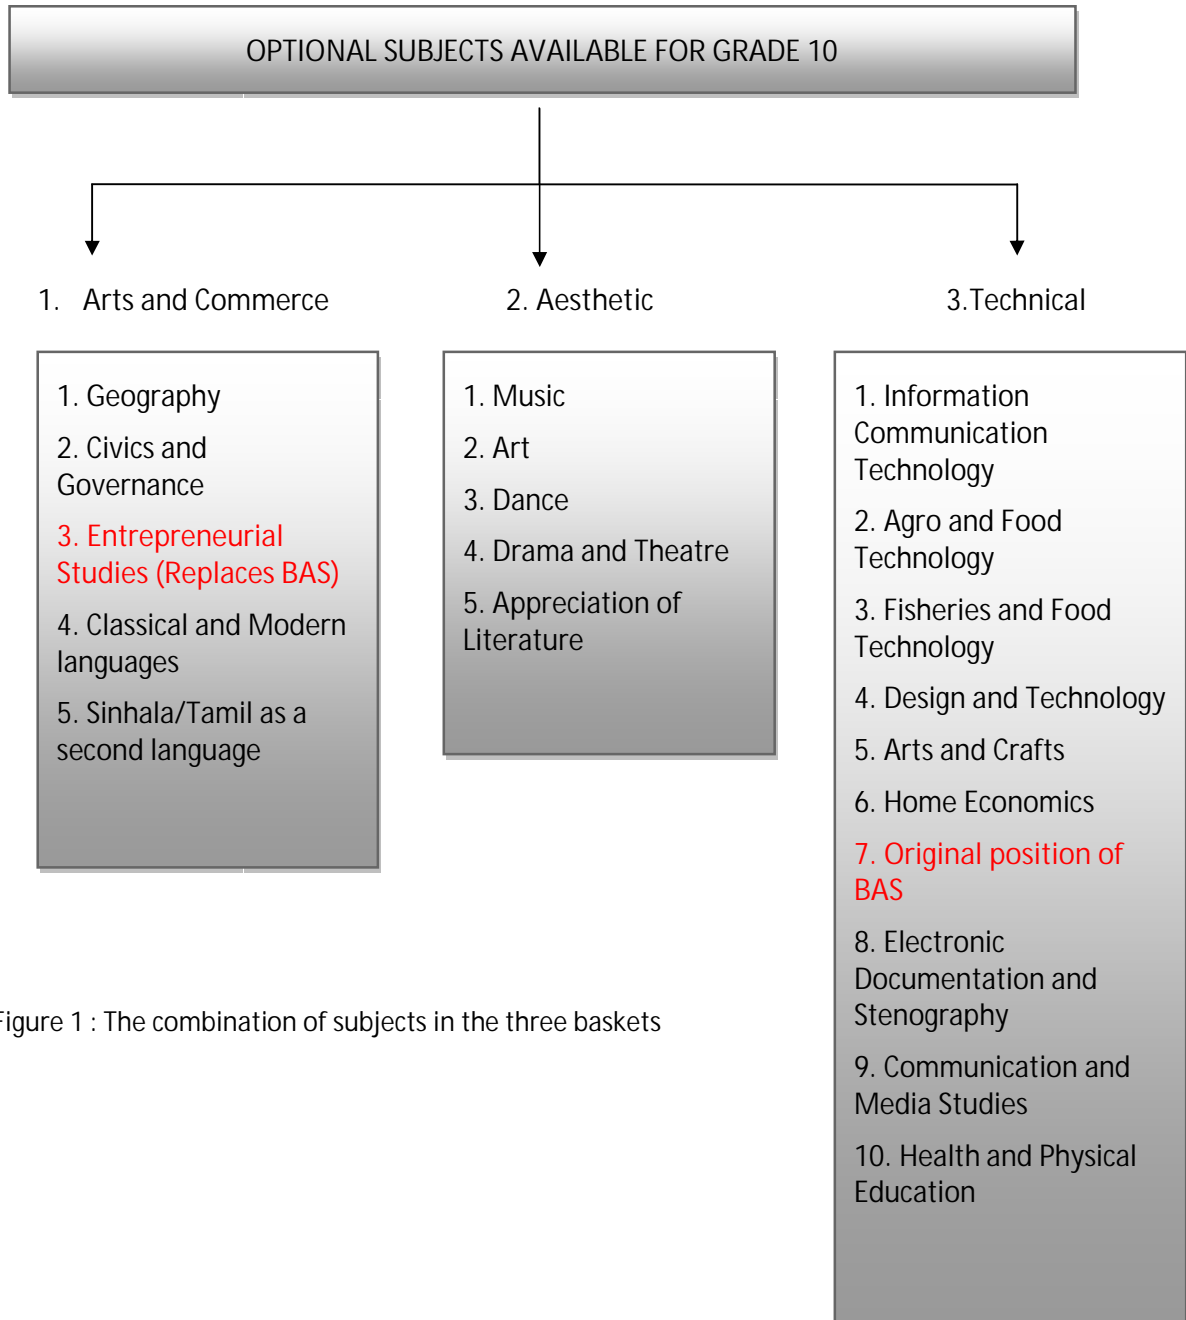 OPTIONAL SUBJECTS AVAILABLE FOR GRADE 10
1. Arts and Commerce
1. Geography
2. Civics and
Governance
3. Entrepreneurial
Studies (Replaces BAS)
4. Classical and Modern
languages
5. Sinhala/Tamil as a
second language
2. Aesthetic
1. Music
2. Art
3. Dance
4. Drama and Theatre
5. Appreciation of
Literature
3.Technical
1. Information
Communication
Technology
2. Agro and Food
Technology
3. Fisheries and Food
Technology
4. Design and Technology
5. Arts and Crafts
6. Home Economics
7. Original position of
BAS
8. Electronic
Documentation and
Stenography
9. Communication and
Media Studies
10. Health and Physical
Education
Figure 1 : The combination of subjects in the three baskets